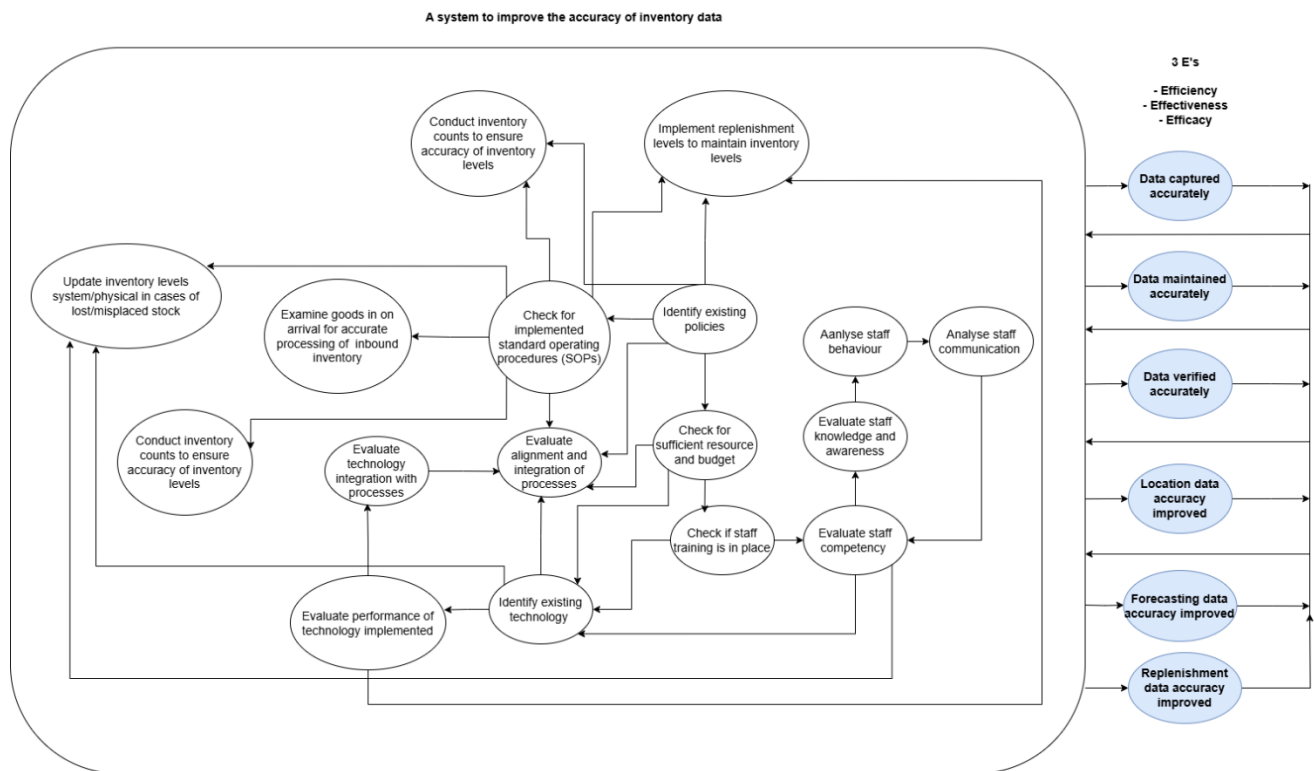 A system to improve the accuracy of inventory data
3 E's
- Efficiency
- Effectiveness
- Efficacy
Conduct inventory
counts to ensure
accuracy of inventory
levels
Implement replenishment
levels to maintain inventory
levels
Data captured
accurately
Update inventory levels
system/physical in cases of
lost/misplaced stock
Examine goods in on
arrival for accurate
processing of inbound
inventory
Check for
implemented
standard operating
procedures (SOPs)
Identify existing
policies
Aanlyse staff
behaviour
Analyse staff
communication
Data maintained
accurately
Data verified
accurately
Conduct inventory
counts to ensure
accuracy of inventory
levels
Evaluate
technology
integration with
processes
Evaluate
alignment and
integration of
processes
Check for
sufficient resource
and budget
Evaluate staff
knowledge and
awareness
Location data
accuracy
improved
Check if staff
training is in place
Evaluate staff
competency
Evaluate performance of
technology implemented
Identify existing
technology
Forecasting data
accuracy improved
Replenishment
data accuracy
improved